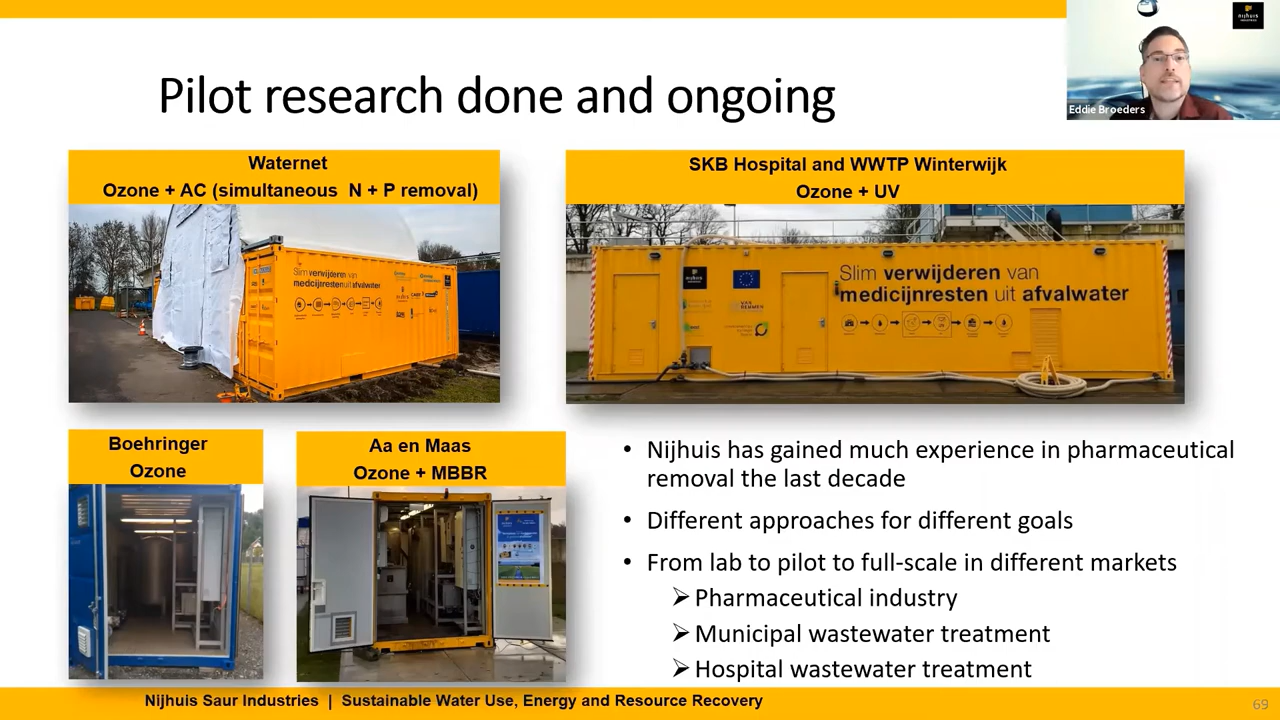 nijhuis
INDUSTRIES
Eddie Broeders
Pilot research done and ongoing
Waternet
Ozone + AC (simultaneous N + P removal)
Slim verwijderen van
medicijnresten uit afvalwater
SKB Hospital and WWTP Winterwijk
Ozone + UV
nijhuis
Slim verwijderen van
medicijnresten uit afvalwater
Boehringer
Ozone
Aa en Maas
Ozone + MBBR
• Nijhuis has gained much experience in pharmaceutical
removal the last decade
• Different approaches for different goals
• From lab to pilot to full-scale in different markets
➢ Pharmaceutical industry
➢ Municipal wastewater treatment
➢ Hospital wastewater treatment
Nijhuis Saur Industries | Sustainable Water Use, Energy and Resource Recovery
69